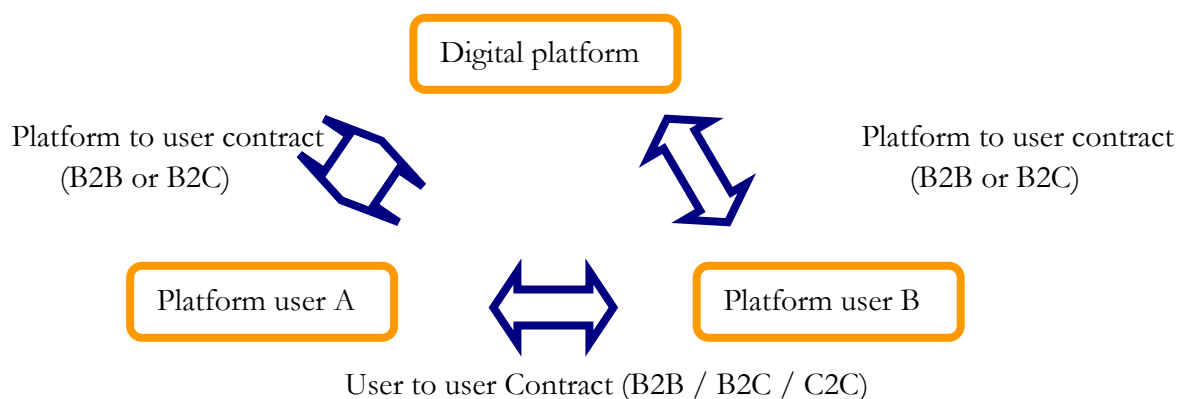 Digital platform
Platform to user contract
(B2B or B2C)
Platform to user contract
(B2B or B2C)
Platform user A
Platform user B
User to user Contract (B2B / B2C / C2C)